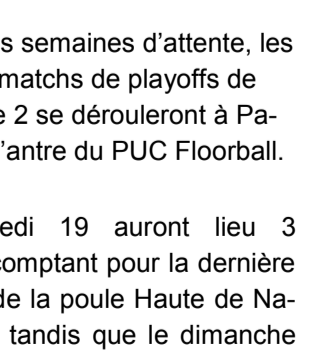 s semaines d’attente, les
matchs de playoffs de
2 se dérouleront à Pa-
’antre du PUC Floorball.
edi 19 auront lieu 3
comptant pour la dernière
de la poule Haute de Na-
tandis que le dimanche